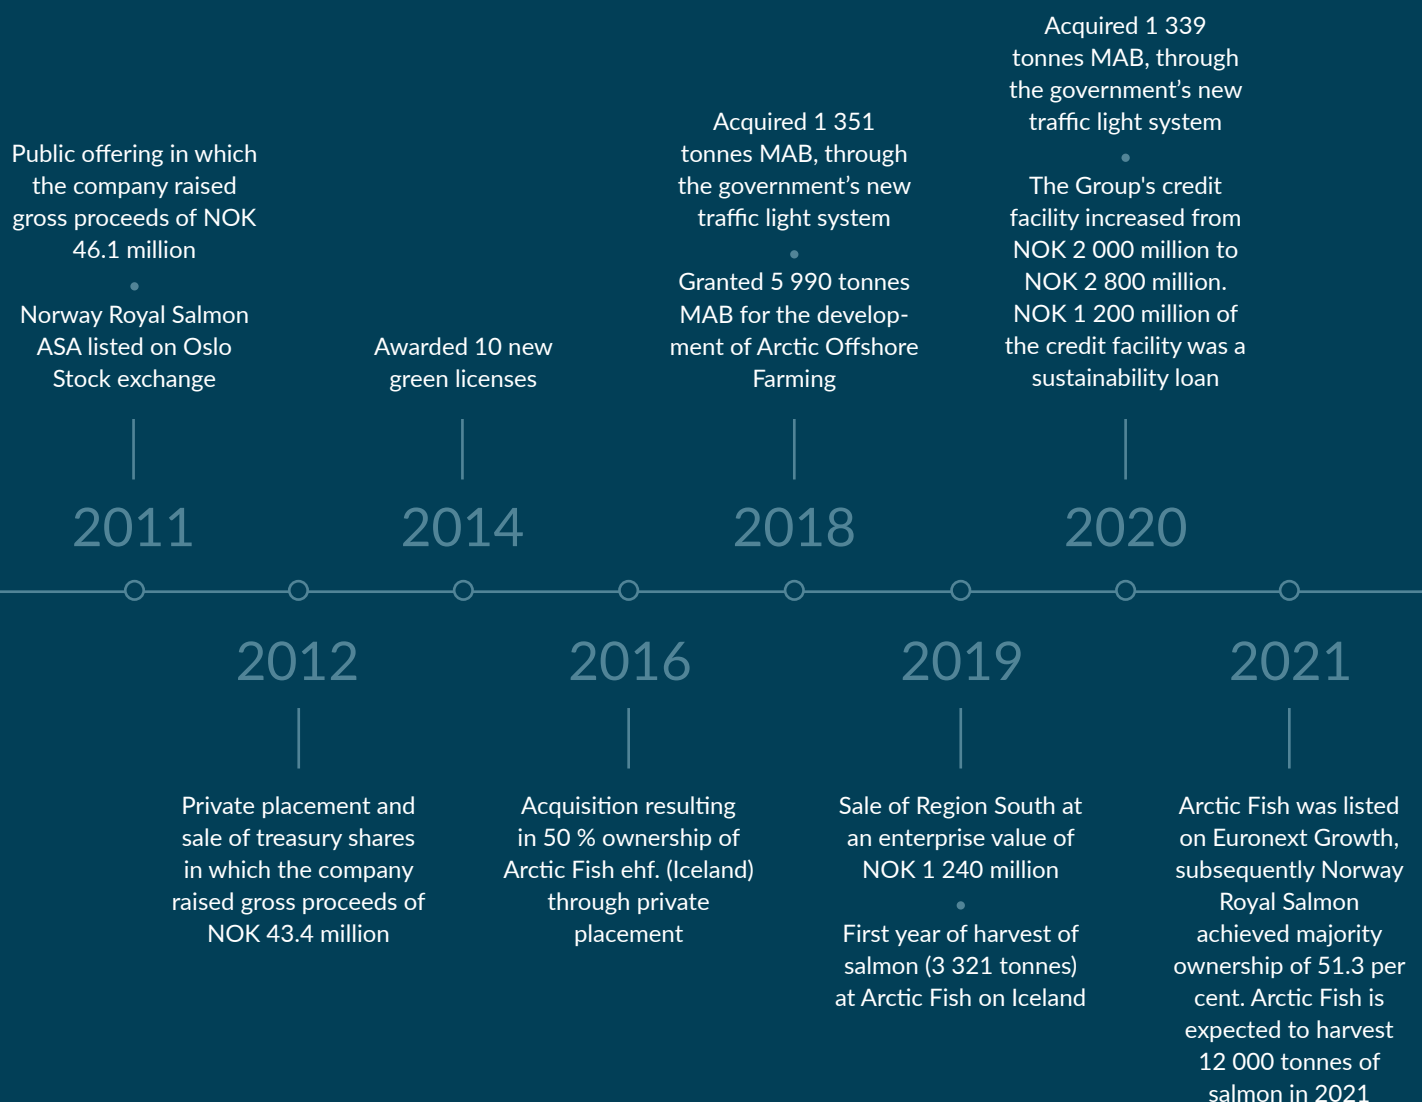 Public offering in which
the company raised
gross proceeds of NOK
46.1 million
•
Norway Royal Salmon
ASA listed on Oslo
Stock exchange
2011
Awarded 10 new
green licenses
2014
Acquired 1 351
tonnes MAB, through
the government’s new
traffic light system
•
Granted 5 990 tonnes
MAB for the develop-
ment of Arctic Offshore
Farming
2018
Acquired 1 339
tonnes MAB, through
the government’s new
traffic light system
•
The Group's credit
facility increased from
NOK 2 000 million to
NOK 2 800 million.
NOK 1 200 million of
the credit facility was a
sustainability loan
2020
2012
Private placement and
sale of treasury shares
in which the company
raised gross proceeds of
NOK 43.4 million
2016
Acquisition resulting
in 50 % ownership of
Arctic Fish ehf. (Iceland)
through private
placement
2019
Sale of Region South at
an enterprise value of
NOK 1 240 million
•
First year of harvest of
salmon (3 321 tonnes)
at Arctic Fish on Iceland
2021
Arctic Fish was listed
on Euronext Growth,
subsequently Norway
Royal Salmon
achieved majority
ownership of 51.3 per
cent. Arctic Fish is
expected to harvest
12 000 tonnes of
salmon in 2021